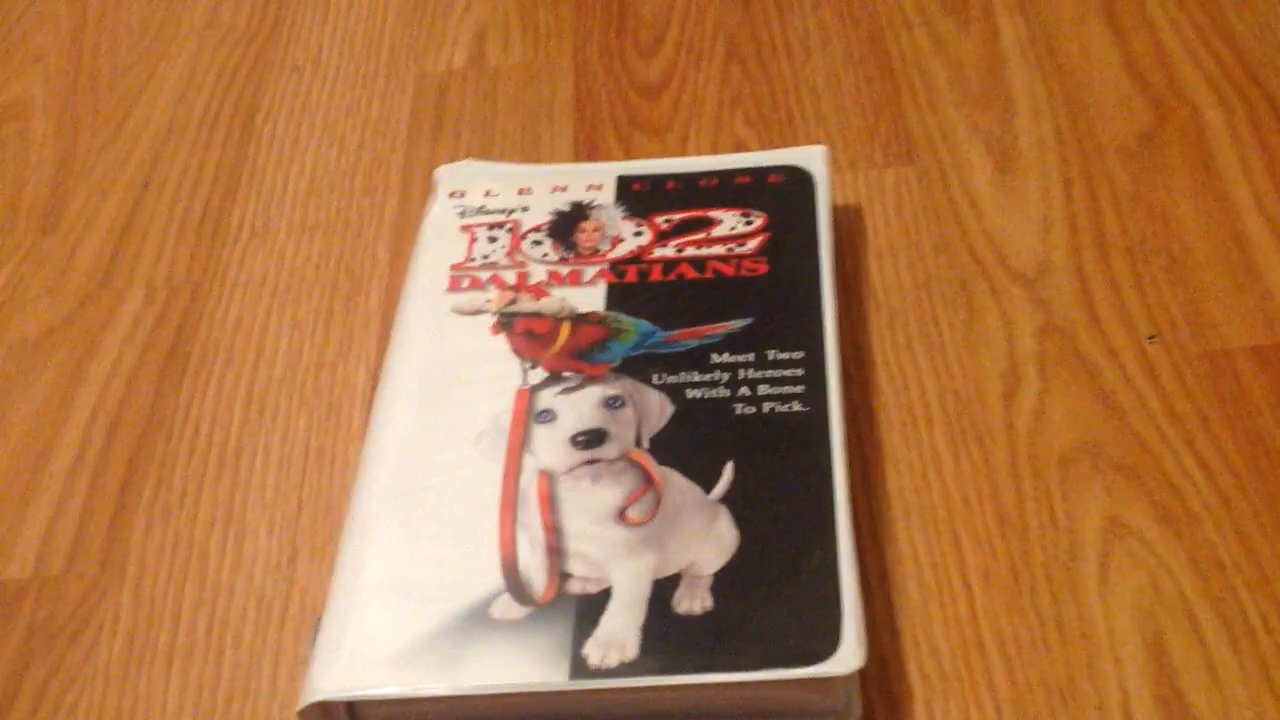 GLENN CLOSE
Disney's
102
DALMATIANS
Meet Two
Unlikely Heroes
With A Bone
To Pick.